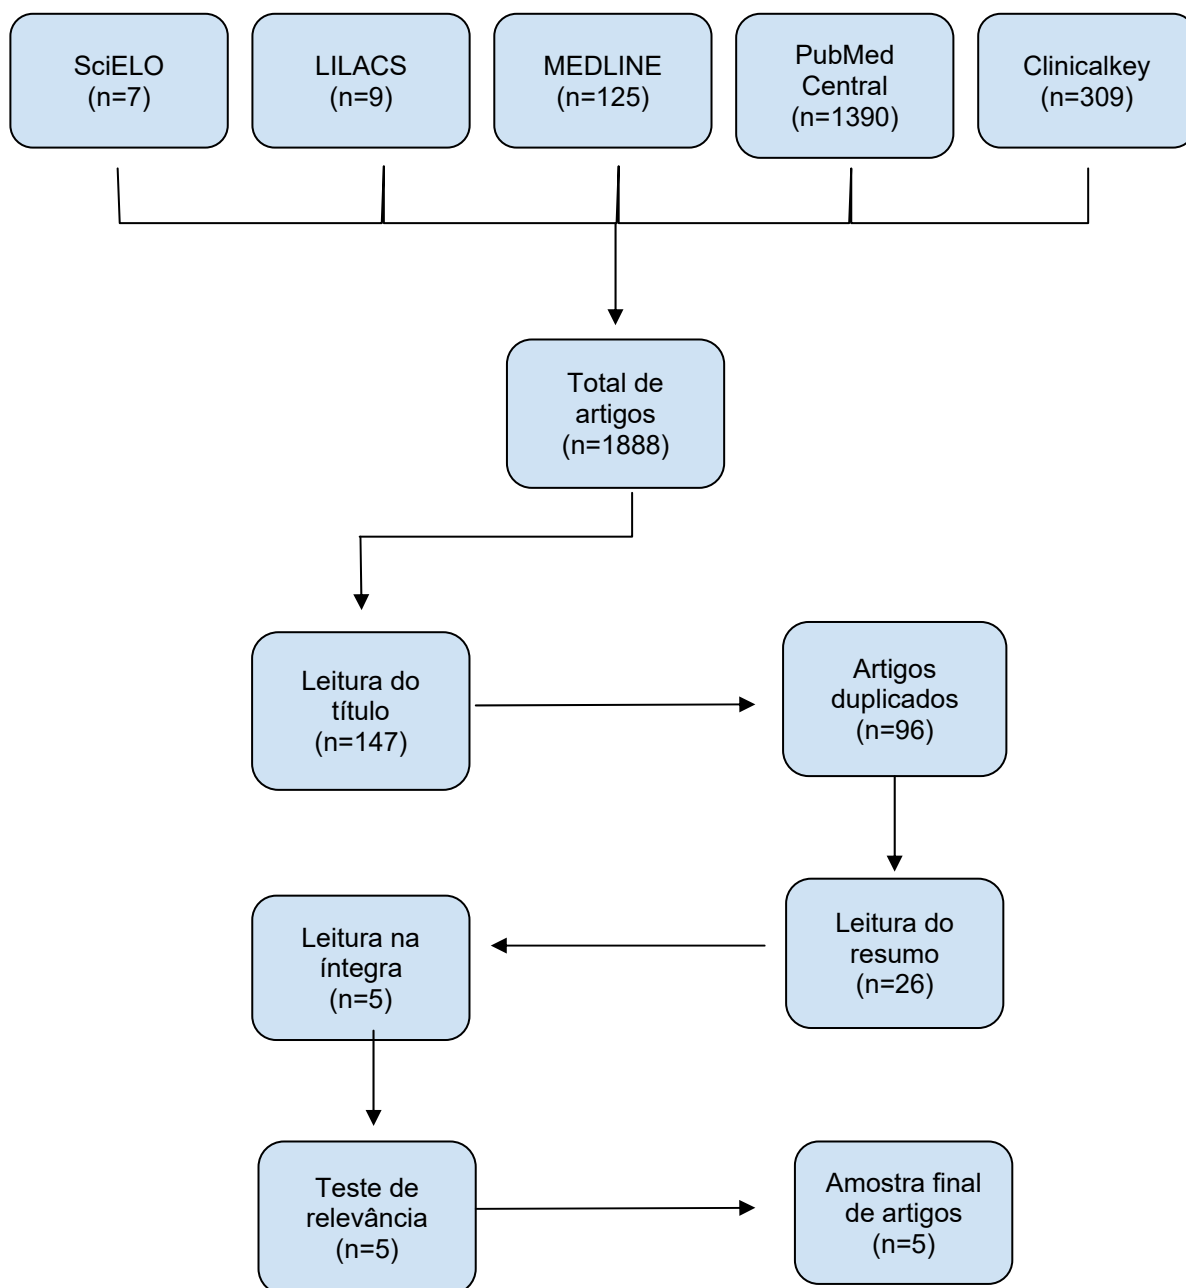 SciELO
(n=7)
LILACS
(n=9)
MEDLINE
(n=125)
PubMed
Central
(n=1390)
Clinicalkey
(n=309)
Total de
artigos
(n=1888)
Leitura do
título
(n=147)
Artigos
duplicados
(n=96)
Leitura na
íntegra
(n=5)
Leitura do
resumo
(n=26)
Teste de
relevância
(n=5)
Amostra final
de artigos
(n=5)